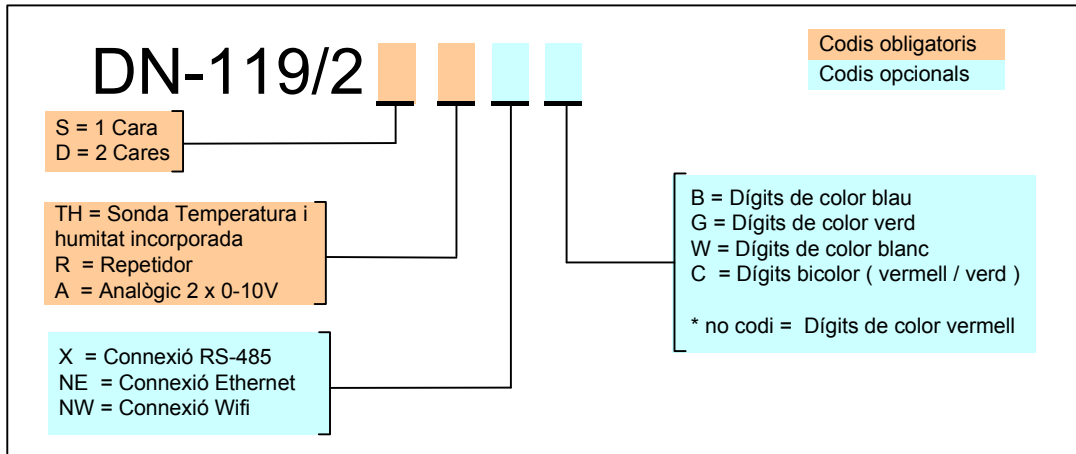 DN-119/2
Codis obligatoris
Codis opcionals
S = 1 Cara
D = 2 Cares
TH = Sonda Temperatura i
humitat incorporada
R = Repetidor
A = Analògic 2 x 0-10V
X = Connexió RS-485
NE = Connexió Ethernet
NW = Connexió Wifi
B = Dígits de color blau
G = Dígits de color verd
W = Dígits de color blanc
C = Dígits bicolor ( vermell / verd )
* no codi = Dígits de color vermell